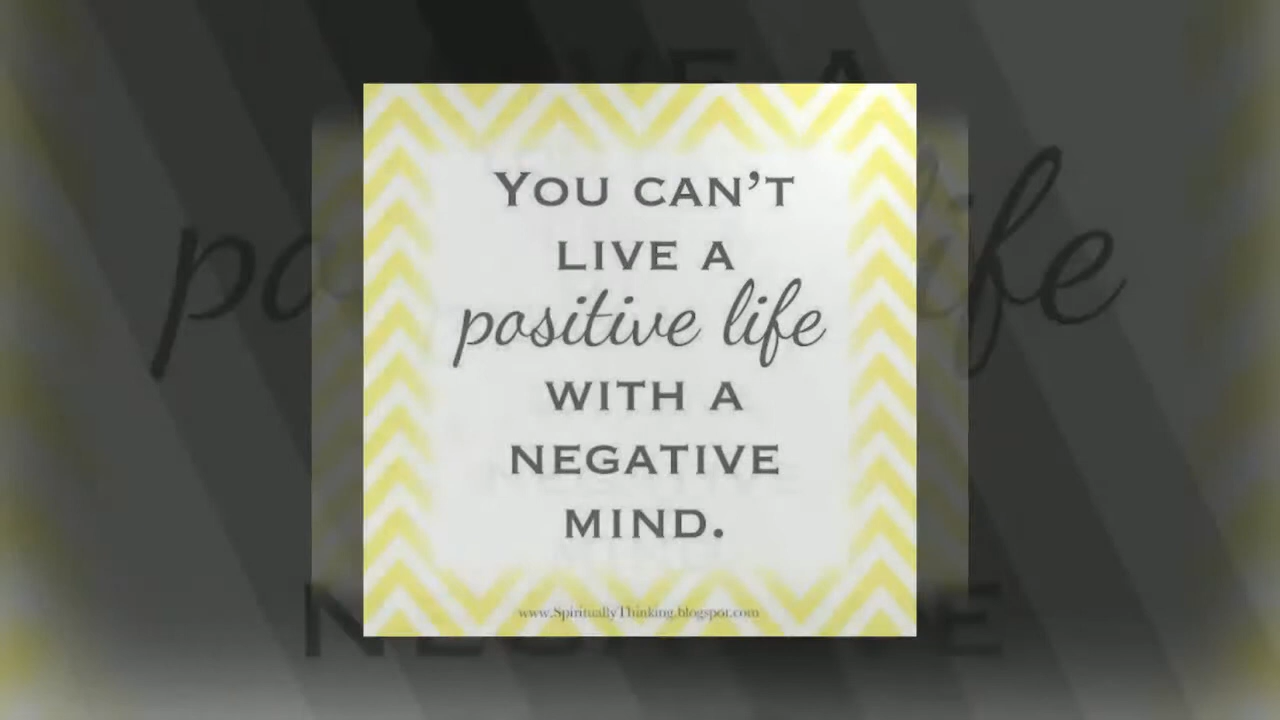 YOU CAN'T
LIVE A
positive life
WITH A
NEGATIVE
MIND.
www.SpirituallyThinking.blogspot.com